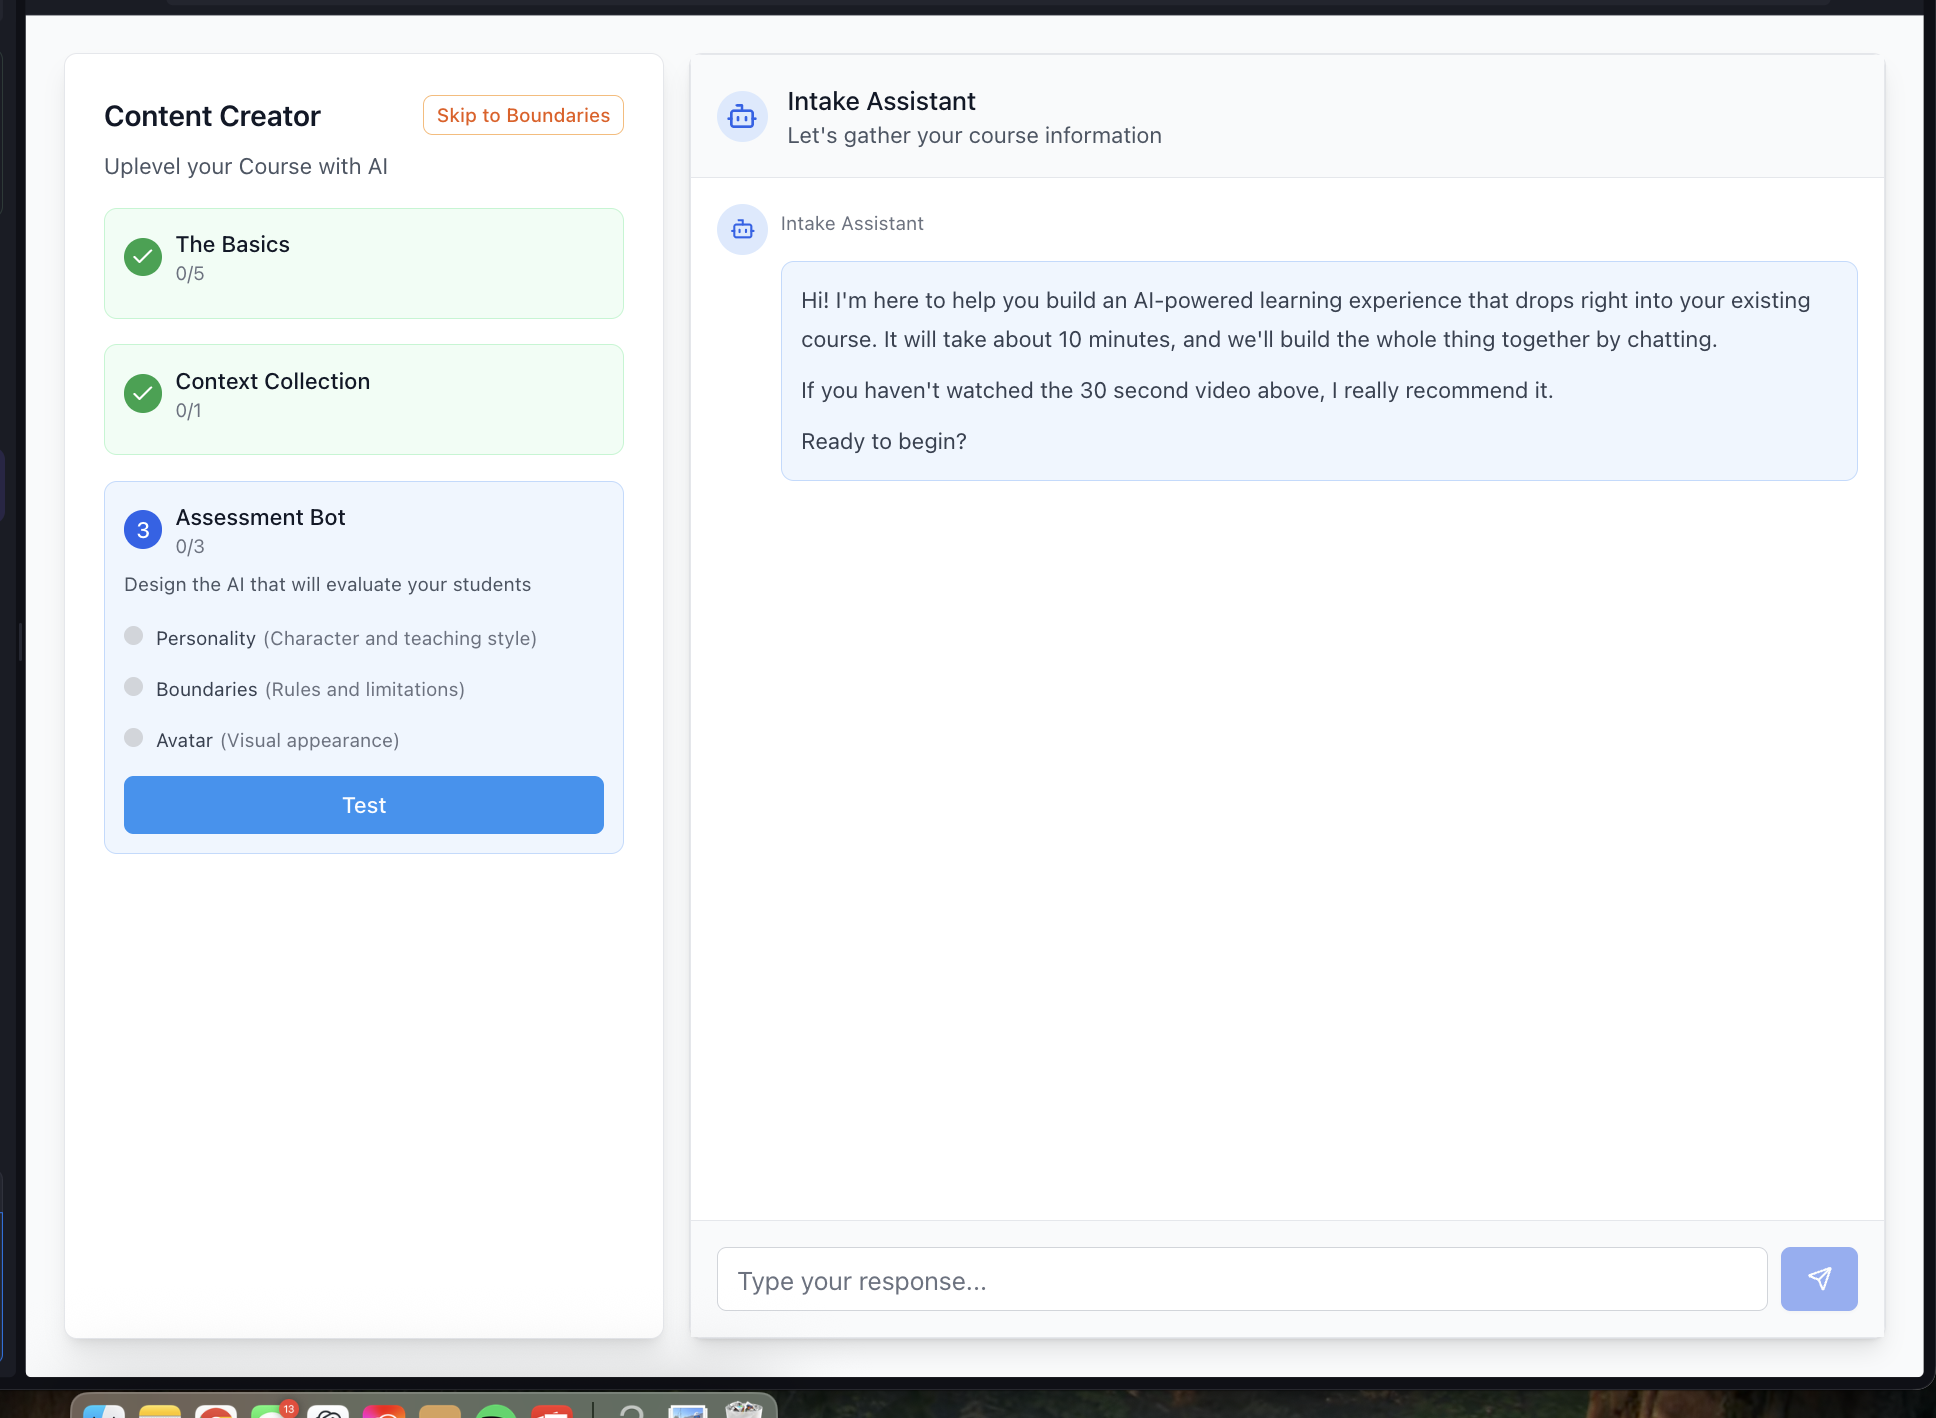 Content Creator
Skip to Boundaries
Uplevel your Course with AI
The Basics
0/5
Context Collection
0/1
3
Assessment Bot
0/3
Design the AI that will evaluate your students
Personality (Character and teaching style)
Boundaries (Rules and limitations)
Avatar (Visual appearance)
Test
Intake Assistant
Let's gather your course information
Intake Assistant
Hi! I'm here to help you build an AI-powered learning experience that drops right into your existing
course. It will take about 10 minutes, and we'll build the whole thing together by chatting.
If you haven't watched the 30 second video above, I really recommend it.
Ready to begin?
Type your response...
13